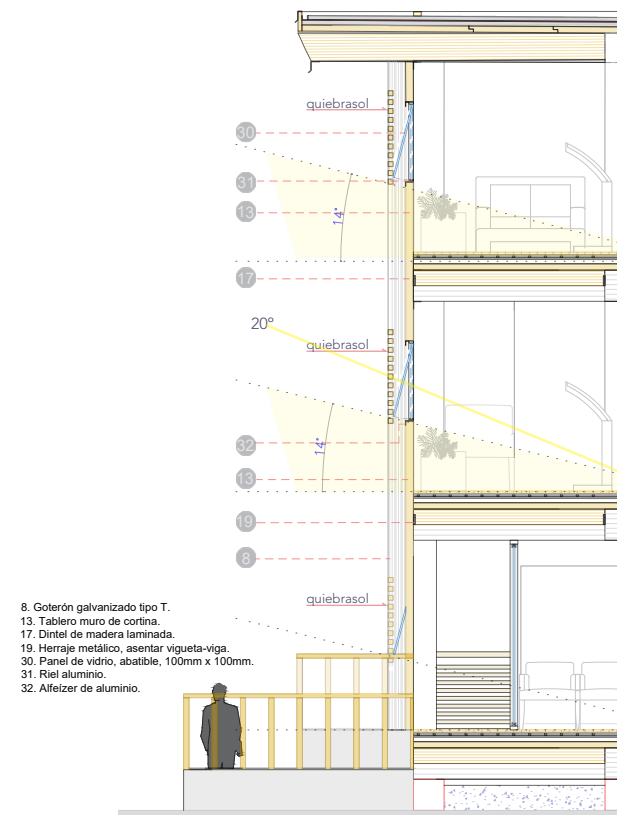 quiebrasol
30
31
13
14°
17
20°
quiebrasol
14°
32
13
19
8
quiebrasol
8. Goterón galvanizado tipo T.
13. Tablero muro de cortina.
17. Dintel de madera laminada.
19. Herraje metálico, asentar vigueta-viga.
30. Panel de vidrio, abatible, 100mm x 100mm.
31. Riel aluminio.
32. Alfeízer de aluminio.